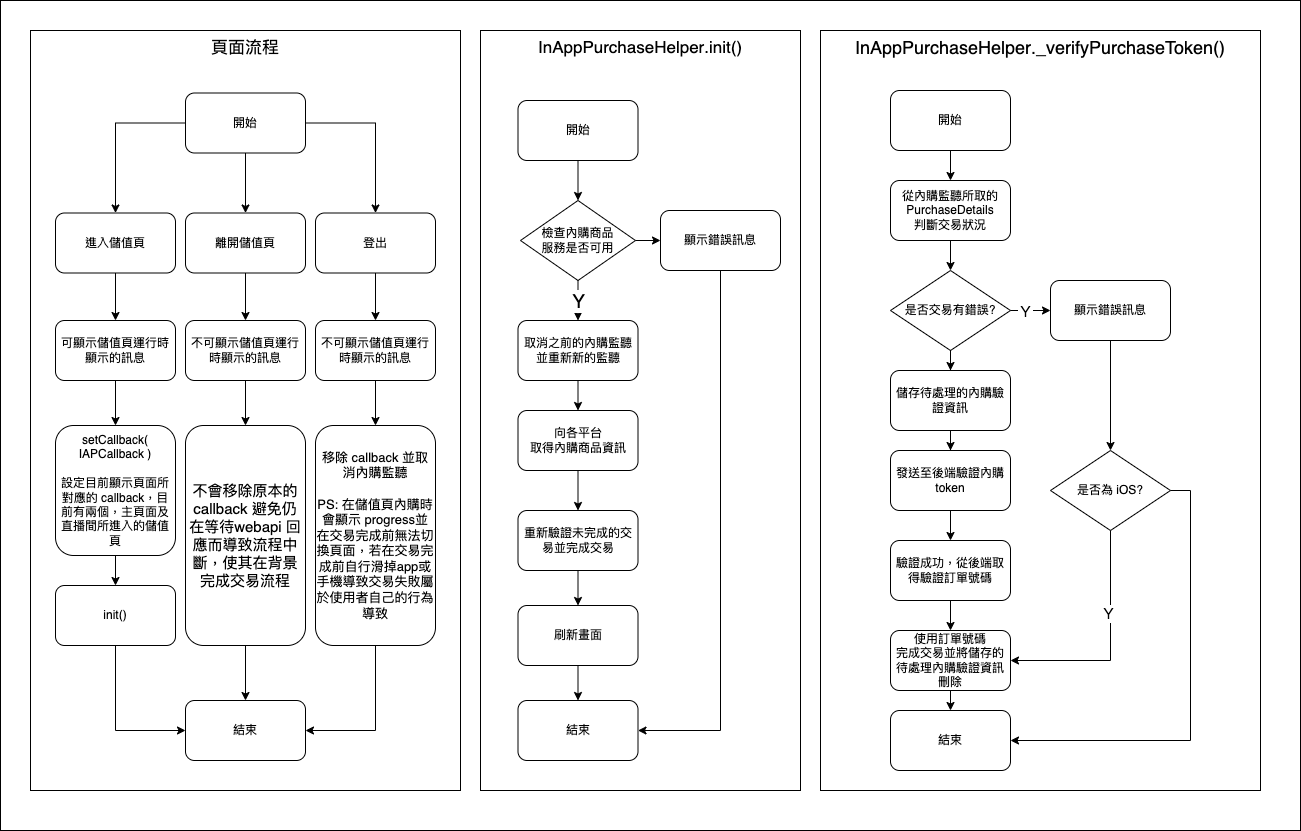 頁面流程
開始
進入儲值頁
離開儲值頁
登出
可顯示儲值頁運行時
顯示的訊息
不可顯示儲值頁運行
時顯示的訊息
不可顯示儲值頁運行
時顯示的訊息
setCallback(
IAPCallback )
設定目前顯示頁面所
對應的 callback，目
前有兩個，主頁面及
直播間所進入的儲值
頁
不會移除原本的
callback 避免仍
在等待webapi 回
應而導致流程中
斷，使其在背景
完成交易流程
移除 callback 並取
消內購監聽
PS: 在儲值頁內購時
會顯示 progress並
在交易完成前無法切
換頁面，若在交易完
成前自行滑掉app或
手機導致交易失敗屬
於使用者自己的行為
導致
init()
結束
InAppPurchaseHelper.init()
開始
檢查內購商品
服務是否可用
顯示錯誤訊息
Y
取消之前的內購監聽
並重新新的監聽
向各平台
取得內購商品資訊
重新驗證未完成的交
易並完成交易
刷新畫面
結束
InAppPurchaseHelper._verifyPurchaseToken()
開始
從內購監聽所取的
PurchaseDetails
判斷交易狀況
是否交易有錯誤?
Y
顯示錯誤訊息
儲存待處理的內購驗
證資訊
發送至後端驗證內購
token
是否為 iOS?
驗證成功，從後端取
得驗證訂單號碼
Y
使用訂單號碼
完成交易並將儲存的
待處理內購驗證資訊
刪除
結束